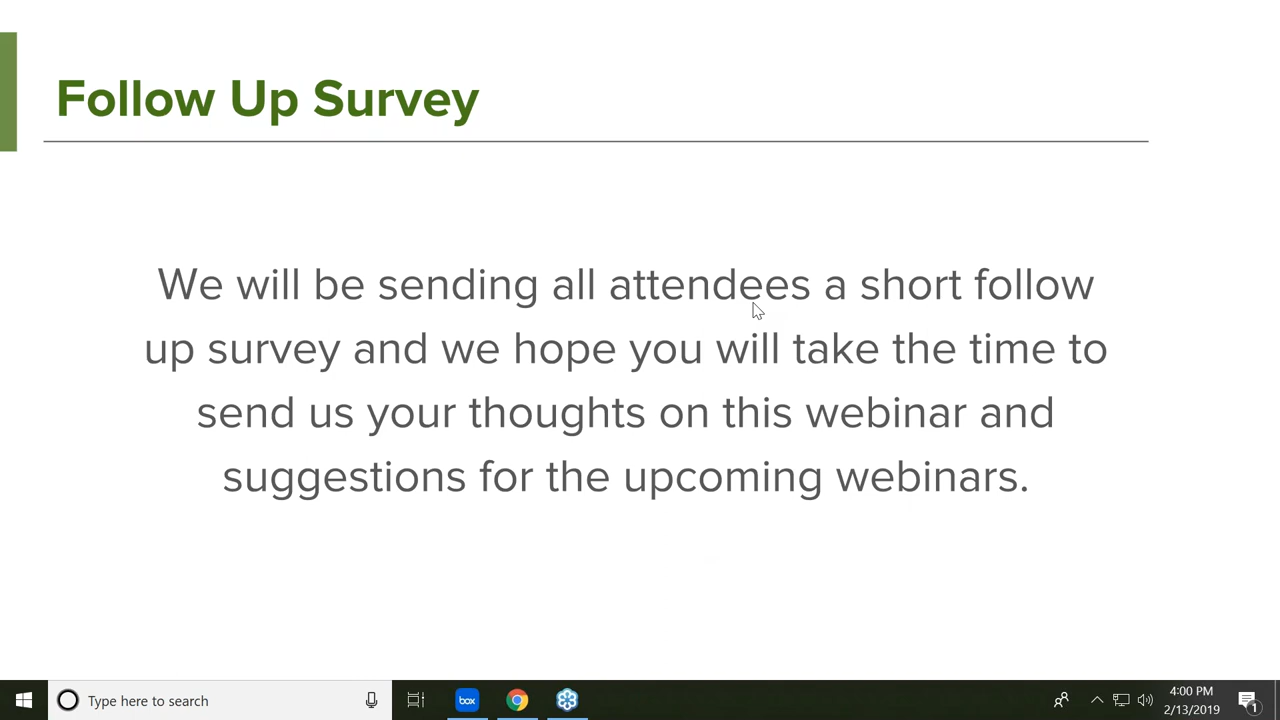 Follow Up Survey
We will be sending all attendees a short follow
up survey and we hope you will take the time to
send us your thoughts on this webinar and
suggestions for the upcoming webinars.
Type here to search
box
4:00 PM
2/13/2019
1